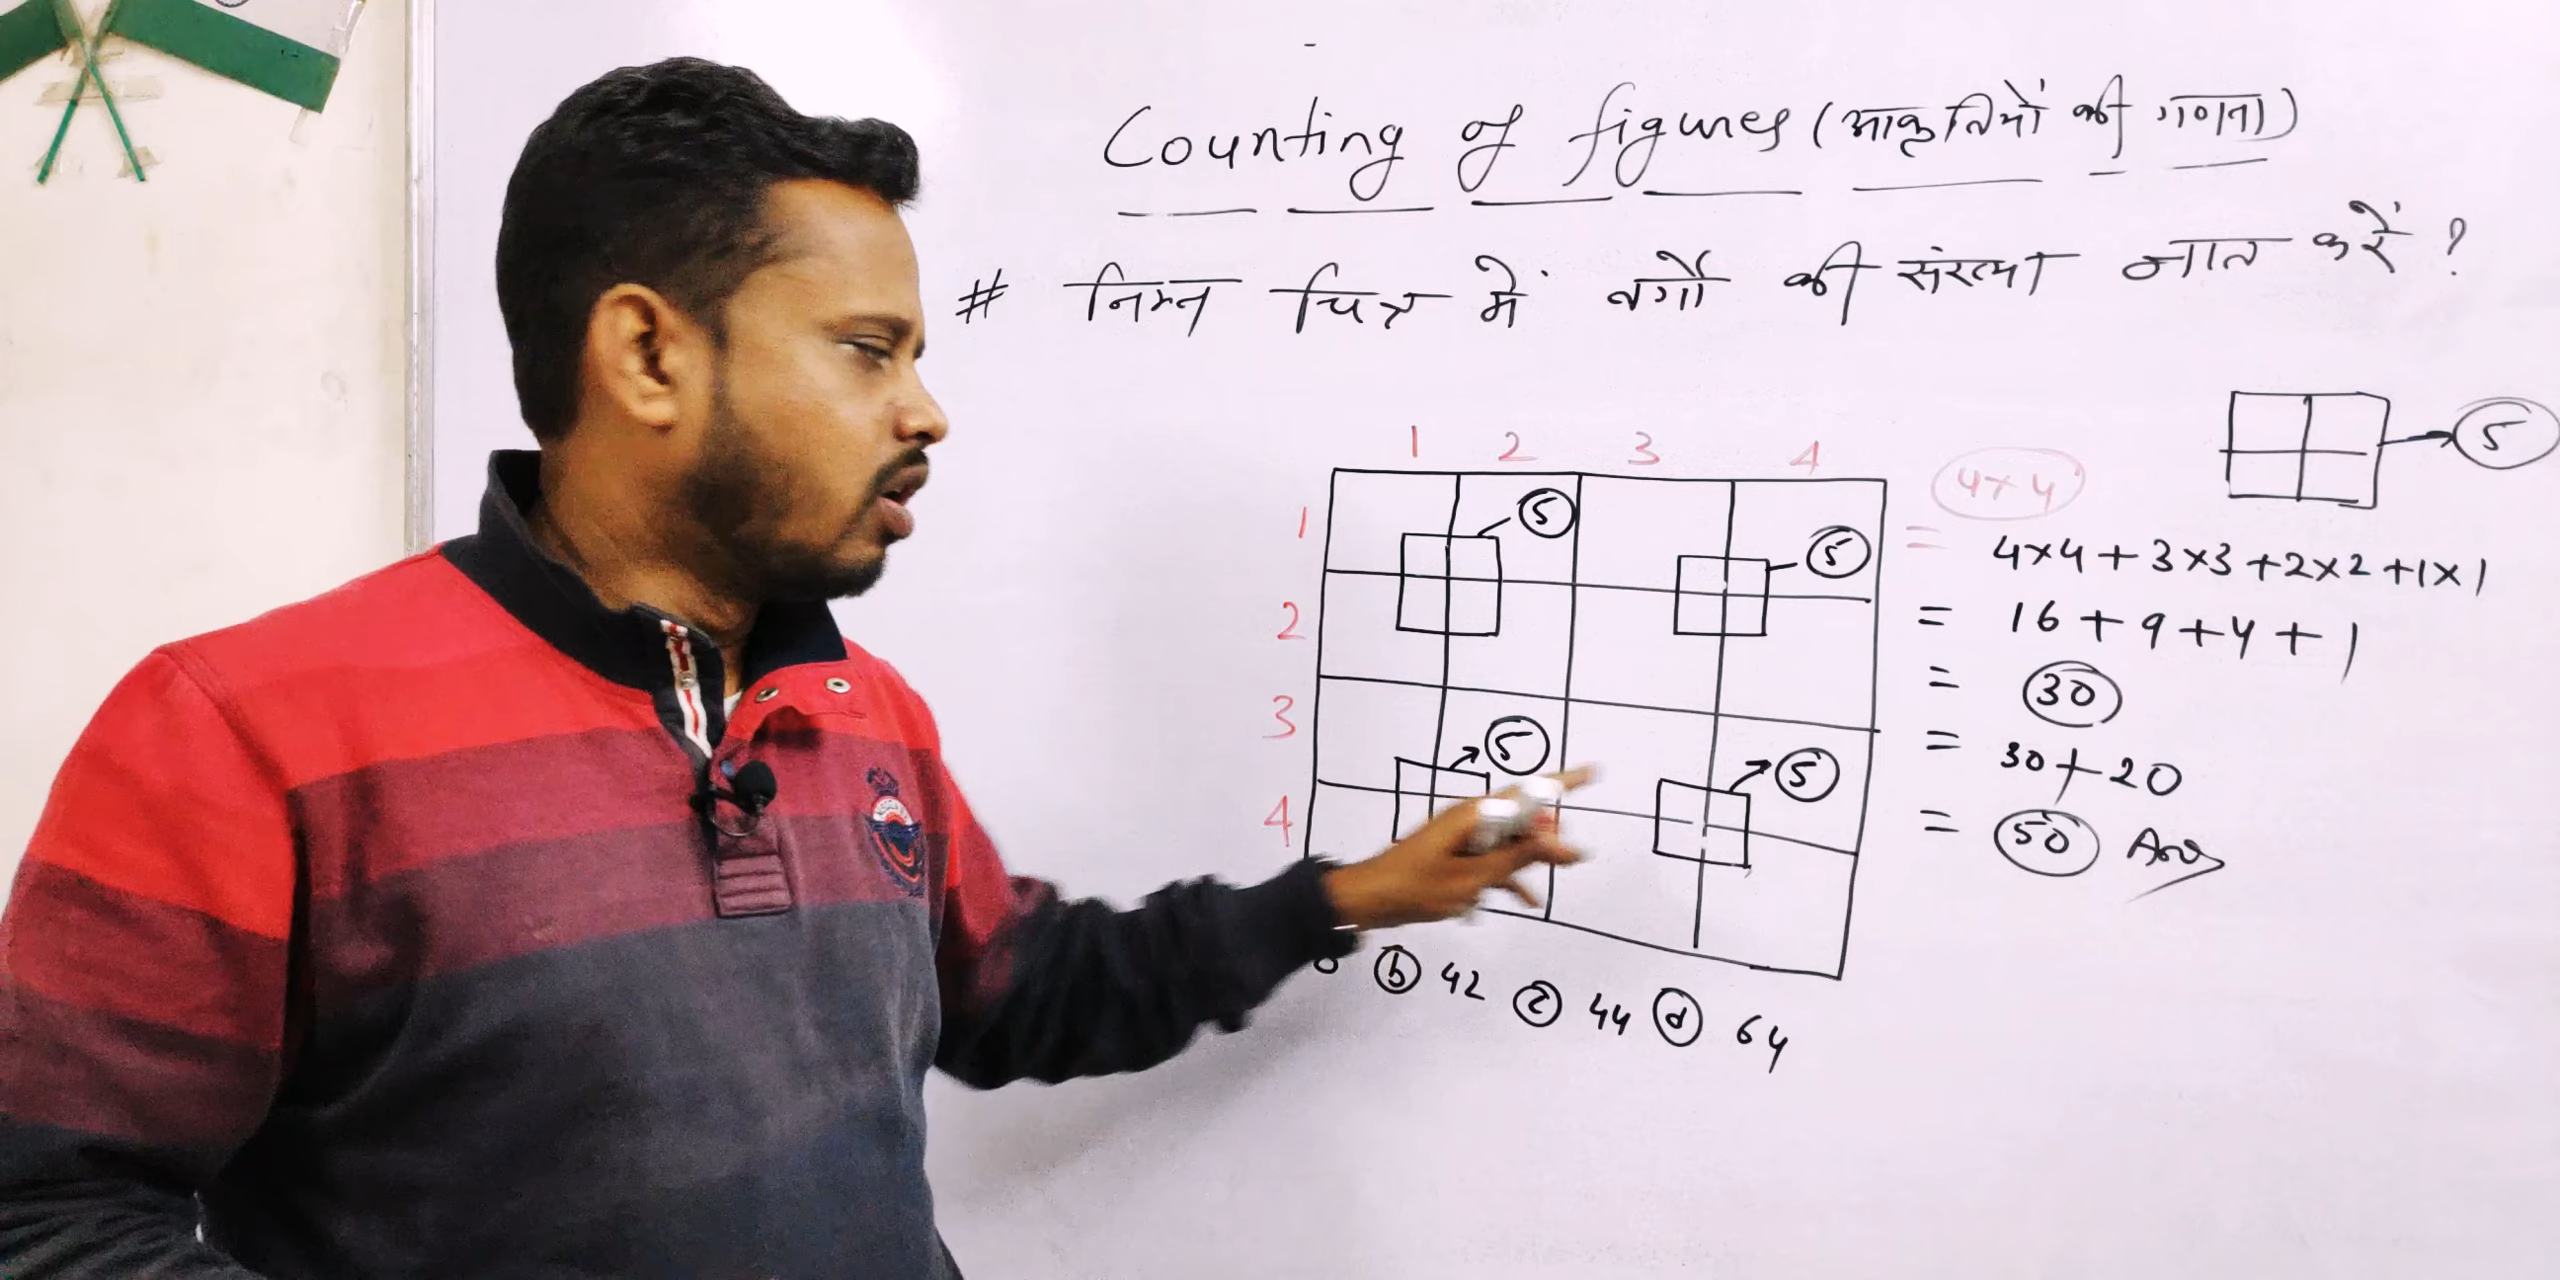 Counting of figures (आकृतियों की गणना)
# निम्न चित्र में वर्गों की संख्या ज्ञात करें ?
5
1 2 3 4
4×4
1 5 5
= 4×4+3×3+2×2+1×1
2
= 16+9+4+1
= 30
3 5 5
= 30+20
4
= 50 Ans
0 (b) 42 (c) 44 (d) 64